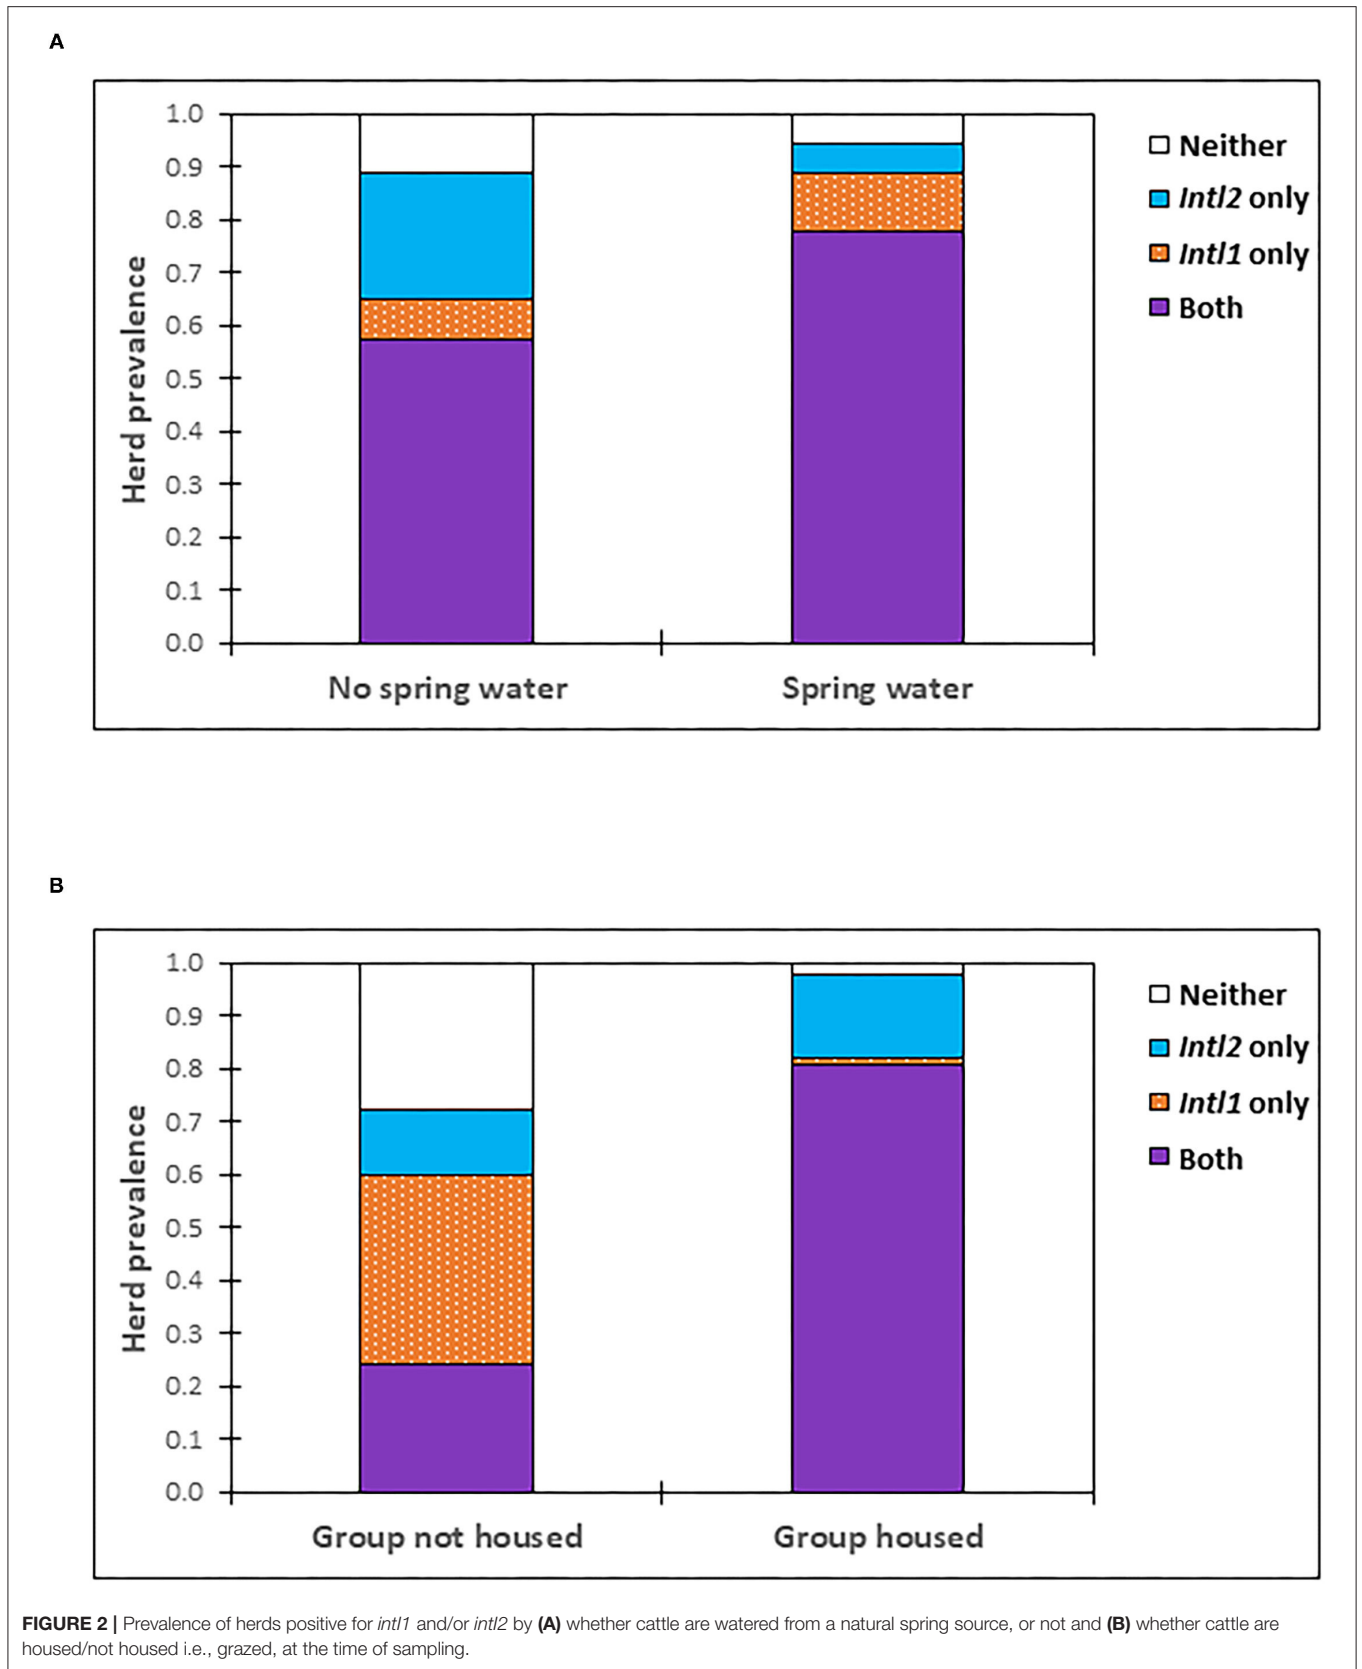 A
1.0
0.9
0.8
0.7
0.6
0.5
0.4
0.3
0.2
0.1
0.0
Herd prevalence
No spring water
Spring water
Neither
IntI2 only
IntI1 only
Both
B
1.0
0.9
0.8
0.7
0.6
0.5
0.4
0.3
0.2
0.1
0.0
Herd prevalence
Group not housed
Group housed
Neither
IntI2 only
IntI1 only
Both
FIGURE 2 | Prevalence of herds positive for intI1 and/or intI2 by (A) whether cattle are watered from a natural spring source, or not and (B) whether cattle are
housed/not housed i.e., grazed, at the time of sampling.